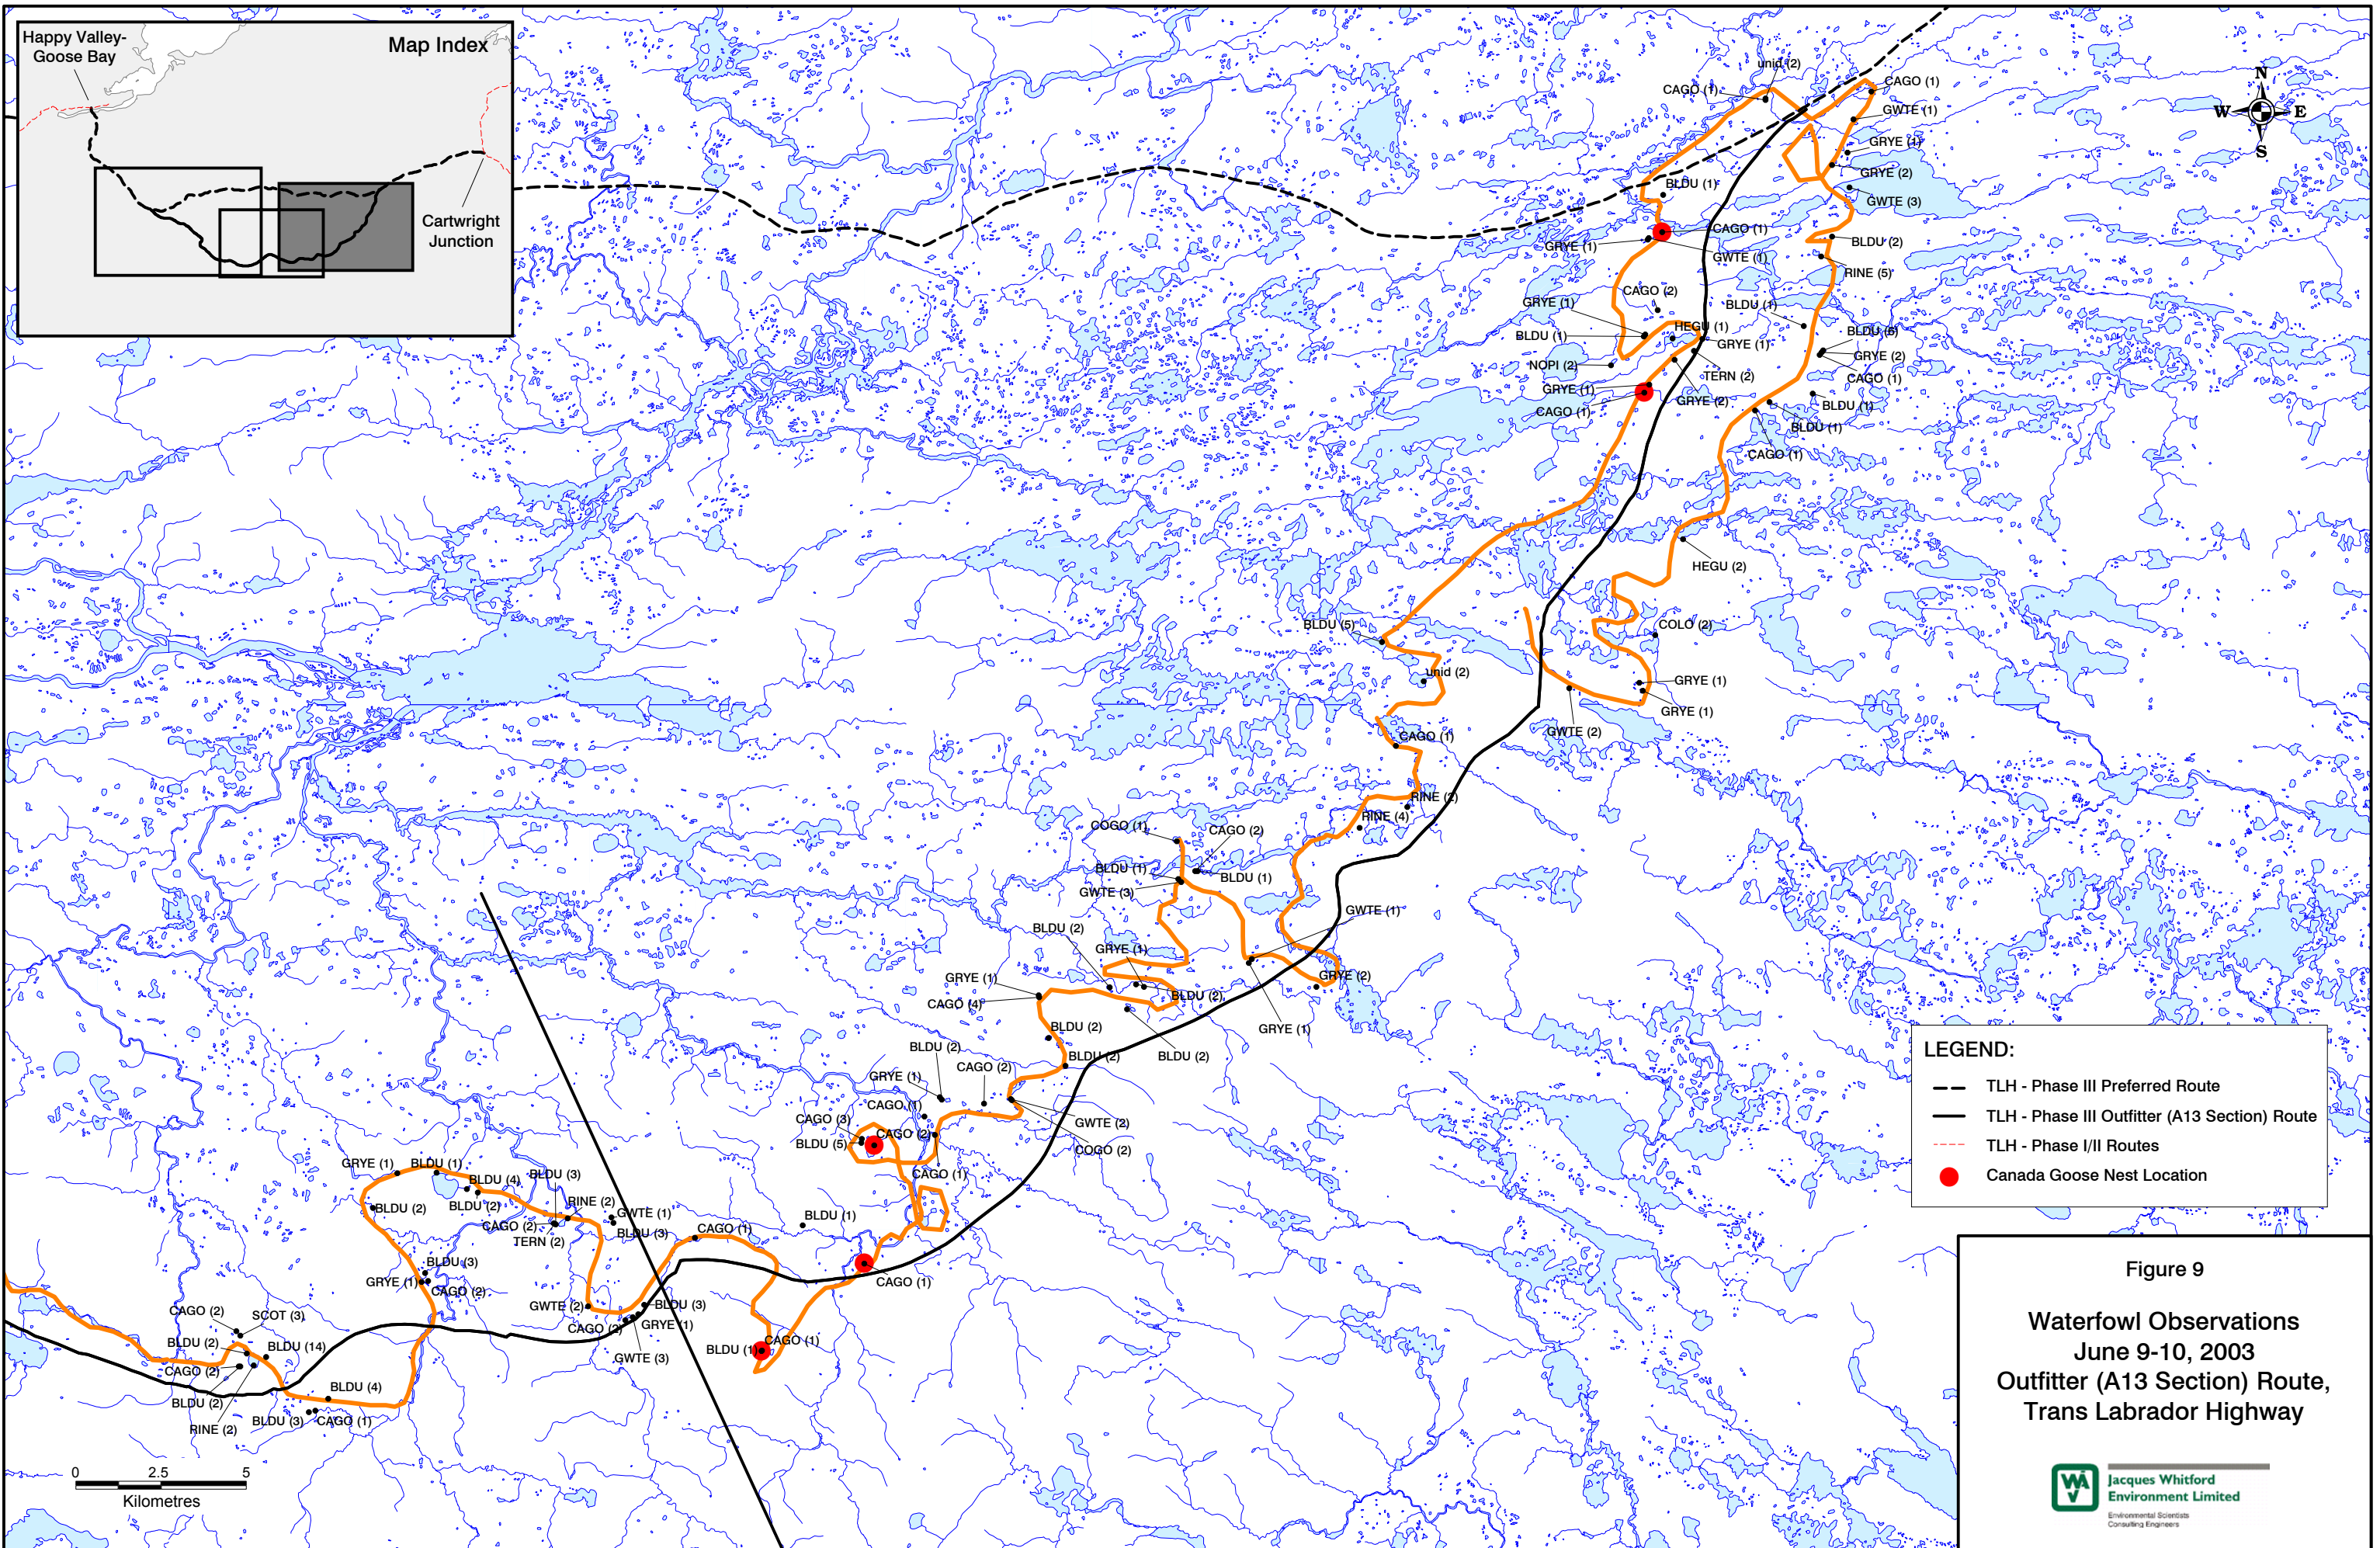 Happy Valley-
Goose Bay
Map Index
Cartwright
Junction
N
W E
S
unid (2)
CAGO (1)
CAGO (1)
GWTE (1)
GRYE (1)
GRYE (2)
GWTE (3)
BLDU (1)
CAGO (1)
GRYE (1)
GWTE (1)
BLDU (2)
RINE (5)
CAGO (2)
GRYE (1)
BLDU (1)
BLDU (1)
HEGU (1)
GRYE (1)
BLDU (6)
GRYE (2)
CAGO (1)
NOPI (2)
TERN (2)
GRYE (1)
GRYE (2)
CAGO (1)
BLDU (1)
BLDU (1)
CAGO (1)
HEGU (2)
BLDU (5)
COLO (2)
unid (2)
GRYE (1)
GRYE (1)
GWTE (2)
CAGO (1)
RINE (2)
RINE (4)
COGO (1)
CAGO (2)
BLDU (1)
BLDU (1)
GWTE (3)
GWTE (1)
BLDU (2)
GRYE (1)
GRYE (2)
GRYE (1)
BLDU (2)
CAGO (4)
GRYE (1)
BLDU (2)
BLDU (2)
BLDU (2)
BLDU (2)
CAGO (2)
GRYE (1)
CAGO (1)
CAGO (3)
GWTE (2)
CAGO (2)
BLDU (5)
COGO (2)
CAGO (1)
GRYE (1)
BLDU (1)
BLDU (4)
BLDU (3)
BLDU (2)
BLDU (2)
RINE (2)
GWTE (1)
CAGO (2)
TERN (2)
BLDU (3)
CAGO (1)
BLDU (1)
BLDU (3)
GRYE (1)
CAGO (2)
CAGO (1)
GWTE (2)
BLDU (3)
CAGO (2)
GRYE (1)
GWTE (3)
BLDU (1)
CAGO (1)
CAGO (2)
SCOT (3)
BLDU (2)
BLDU (14)
CAGO (2)
BLDU (2)
RINE (2)
BLDU (4)
BLDU (3)
CAGO (1)
0 2.5 5
Kilometres
LEGEND:
TLH - Phase III Preferred Route
TLH - Phase III Outfitter (A13 Section) Route
TLH - Phase I/II Routes
Canada Goose Nest Location
Figure 9
Waterfowl Observations
June 9-10, 2003
Outfitter (A13 Section) Route,
Trans Labrador Highway
Jacques Whitford
Environment Limited
Environmental Scientists
Consulting Engineers